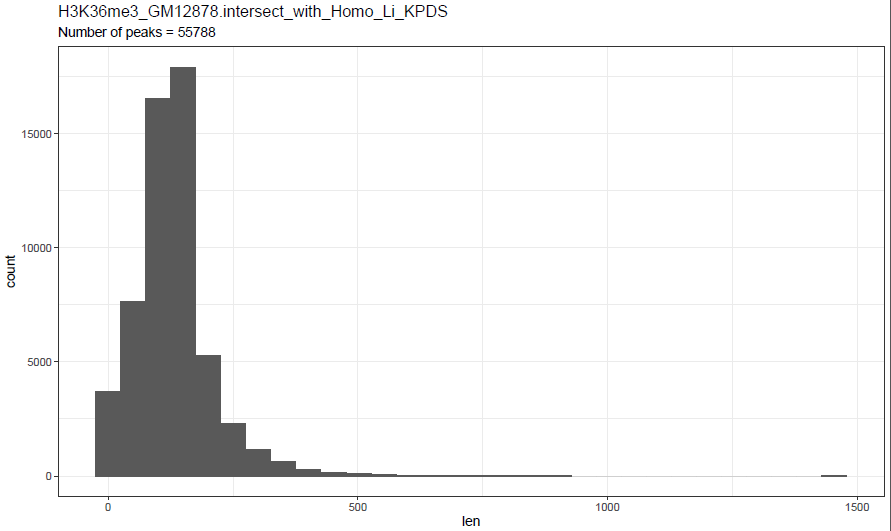 H3K36me3_GM12878.intersect_with_Homo_Li_KPDS
Number of peaks = 55788
15000
10000
5000
0
count
0
500
1000
1500
len